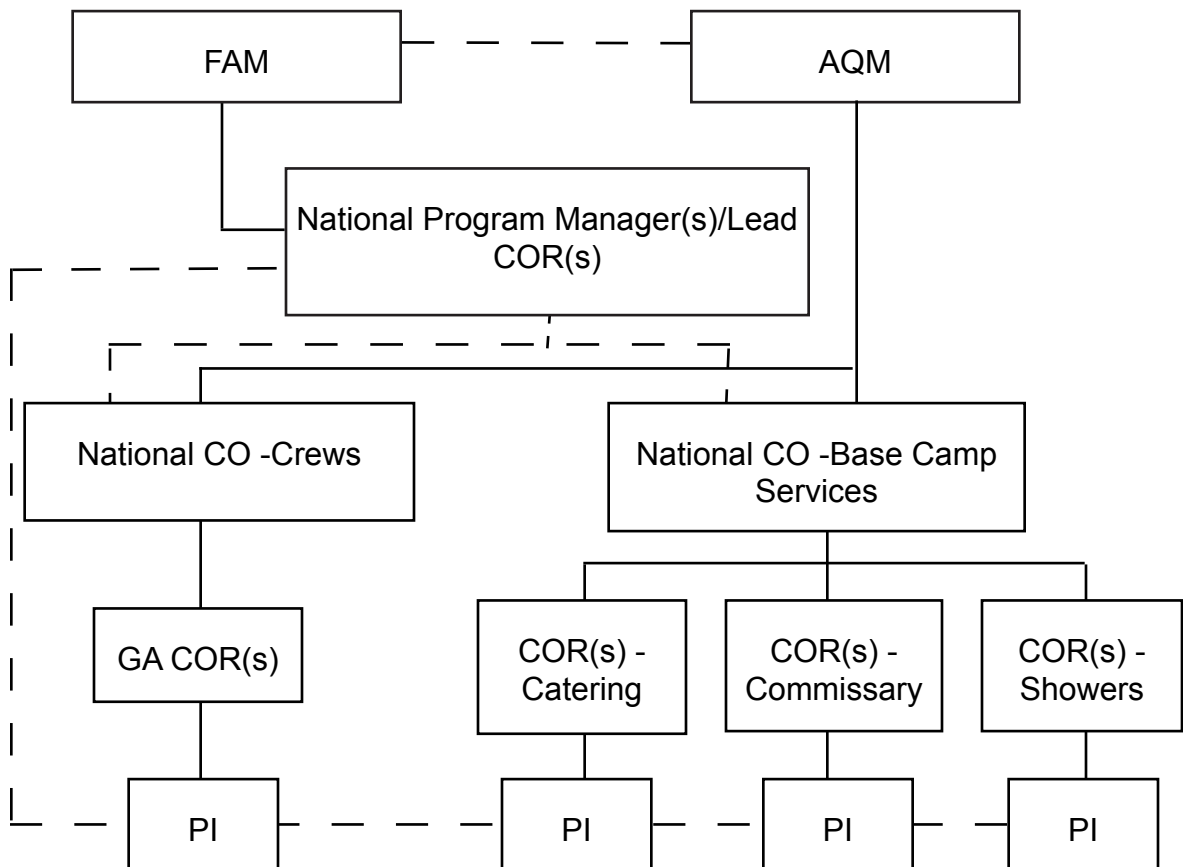 FAM
AQM
National Program Manager(s)/Lead
COR(s)
National CO -Crews
National CO -Base Camp
Services
GA COR(s)
COR(s) -
Catering
COR(s) -
Commissary
COR(s) -
Showers
PI
PI
PI
PI